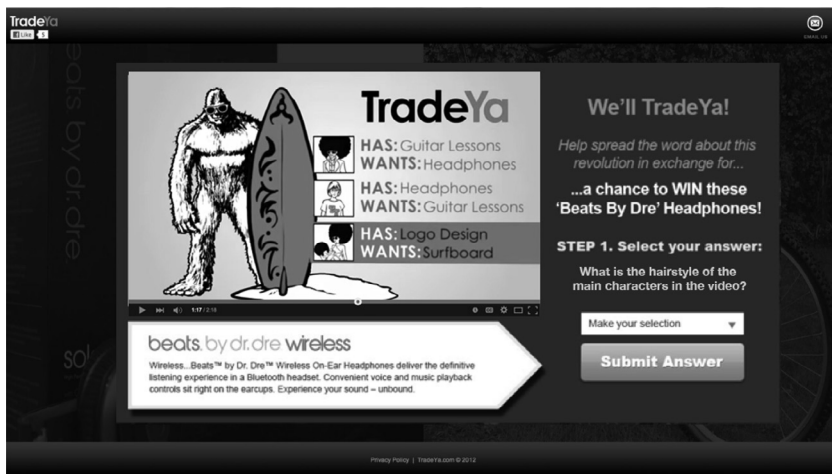 TradeYa
Like 5
EMAIL US
beats by dr.dre
TradeYa
HAS: Guitar Lessons
WANTS: Headphones
HAS: Headphones
WANTS: Guitar Lessons
HAS: Logo Design
WANTS: Surfboard
1:17 / 2:18
We'll TradeYa!
Help spread the word about this
revolution in exchange for...
...a chance to WIN these
'Beats By Dre' Headphones!
STEP 1. Select your answer:
What is the hairstyle of the
main characters in the video?
Make your selection
Submit Answer
beats by dr. dre wireless
Wireless...Beats™ by Dr. Dre™ Wireless On-Ear Headphones deliver the definitive
listening experience in a Bluetooth headset. Convenient voice and music playback
controls sit right on the earcups. Experience your sound – unbound.
Privacy Policy | TradeYa.com © 2012